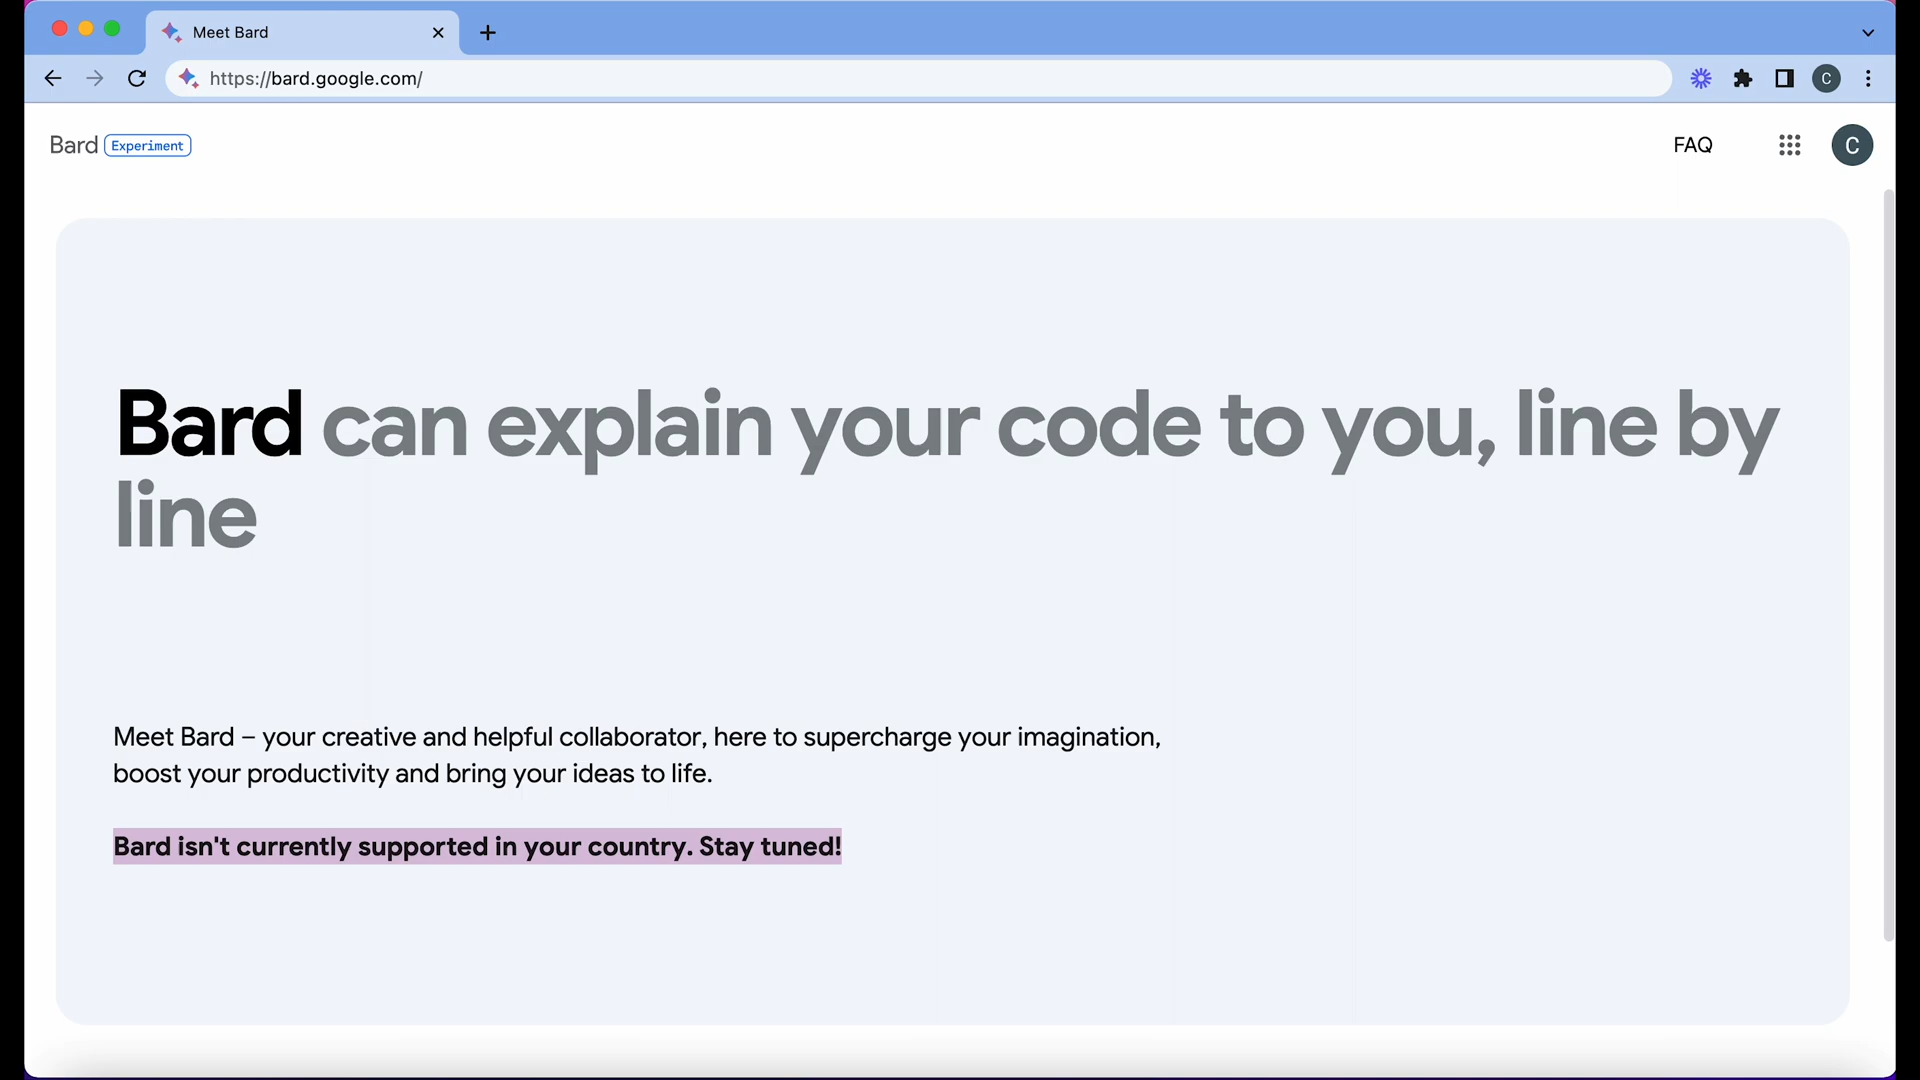 Meet Bard
https://bard.google.com/
C
Bard Experiment
FAQ
C
Bard can explain your code to you, line by
line
Meet Bard – your creative and helpful collaborator, here to supercharge your imagination,
boost your productivity and bring your ideas to life.
Bard isn't currently supported in your country. Stay tuned!